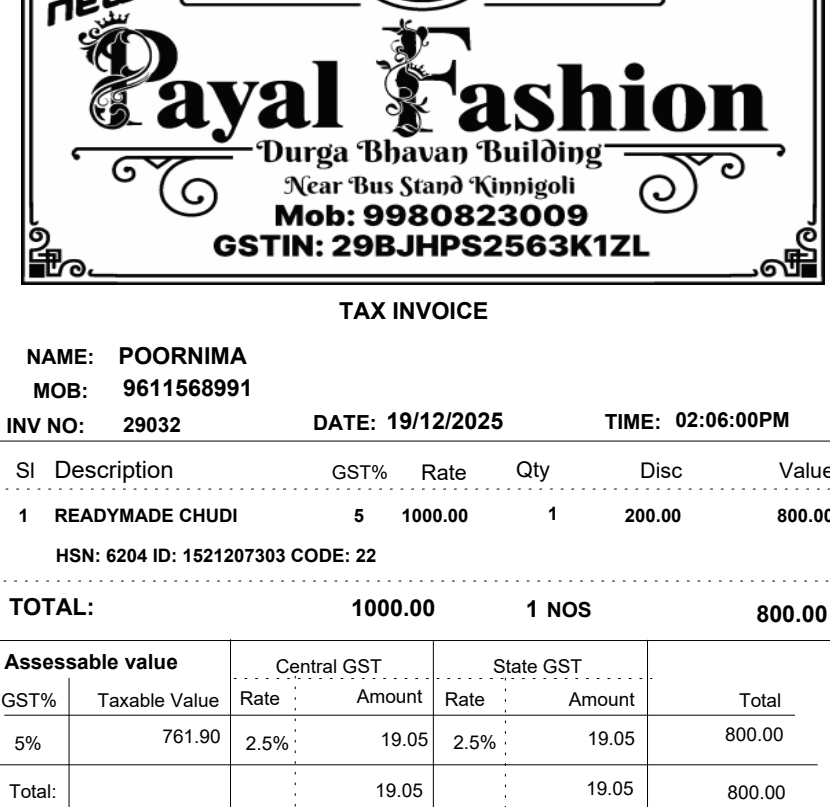 new
Payal Fashion
Durga Bhavan Building
Near Bus Stand Kinnigoli
Mob: 9980823009
GSTIN: 29BJHPS2563K1ZL
TAX INVOICE
NAME: POORNIMA
MOB: 9611568991
INV NO: 29032 DATE: 19/12/2025 TIME: 02:06:00PM
Sl Description GST% Rate Qty Disc Value
1 READYMADE CHUDI 5 1000.00 1 200.00 800.00
HSN: 6204 ID: 1521207303 CODE: 22
TOTAL: 1000.00 1 NOS 800.00
Assessable value Central GST State GST
GST% Taxable Value Rate Amount Rate Amount Total
5% 761.90 2.5% 19.05 2.5% 19.05 800.00
Total: 19.05 19.05 800.00